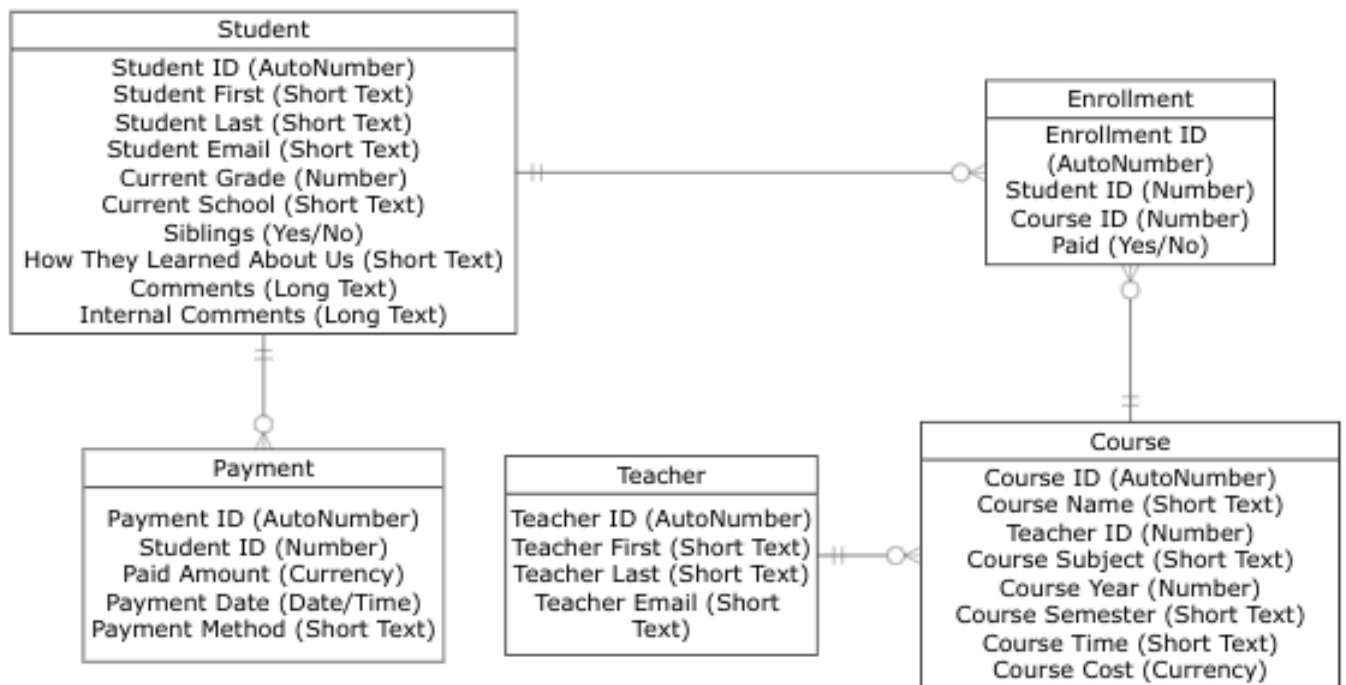 Student
Student ID (AutoNumber)
Student First (Short Text)
Student Last (Short Text)
Student Email (Short Text)
Current Grade (Number)
Current School (Short Text)
Siblings (Yes/No)
How They Learned About Us (Short Text)
Comments (Long Text)
Internal Comments (Long Text)
Enrollment
Enrollment ID
(AutoNumber)
Student ID (Number)
Course ID (Number)
Paid (Yes/No)
Payment
Payment ID (AutoNumber)
Student ID (Number)
Paid Amount (Currency)
Payment Date (Date/Time)
Payment Method (Short Text)
Teacher
Teacher ID (AutoNumber)
Teacher First (Short Text)
Teacher Last (Short Text)
Teacher Email (Short
Text)
Course
Course ID (AutoNumber)
Course Name (Short Text)
Teacher ID (Number)
Course Subject (Short Text)
Course Year (Number)
Course Semester (Short Text)
Course Time (Short Text)
Course Cost (Currency)